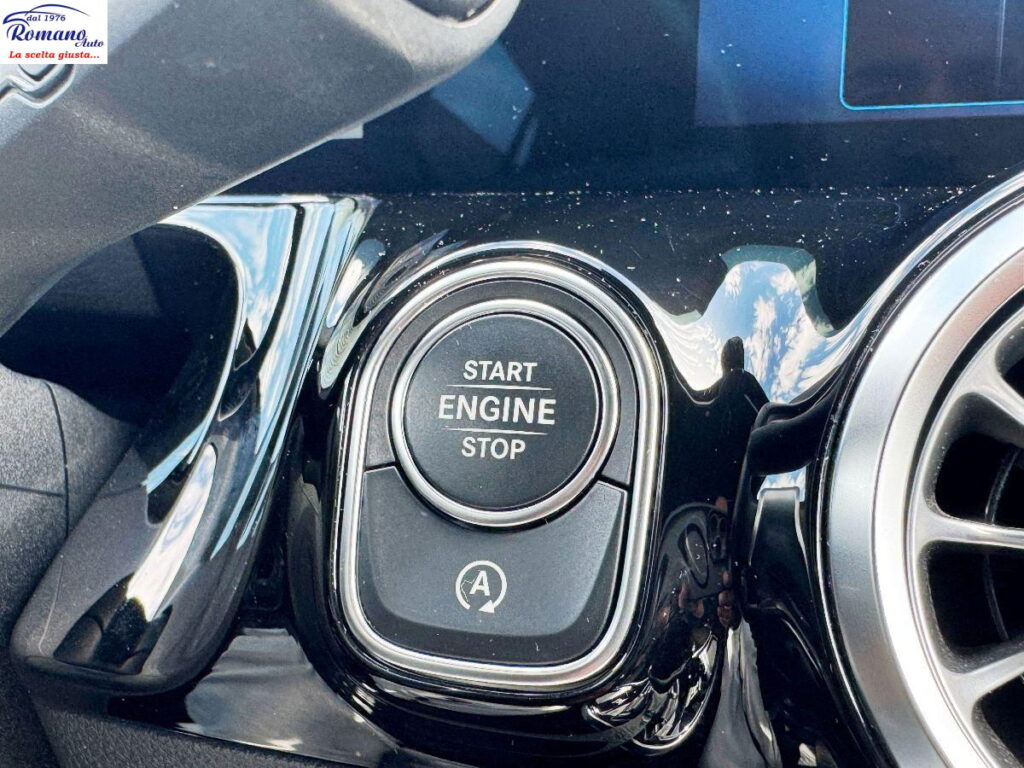 dal 1976
Romano
Auto
La scelta giusta...
START
ENGINE
STOP
A